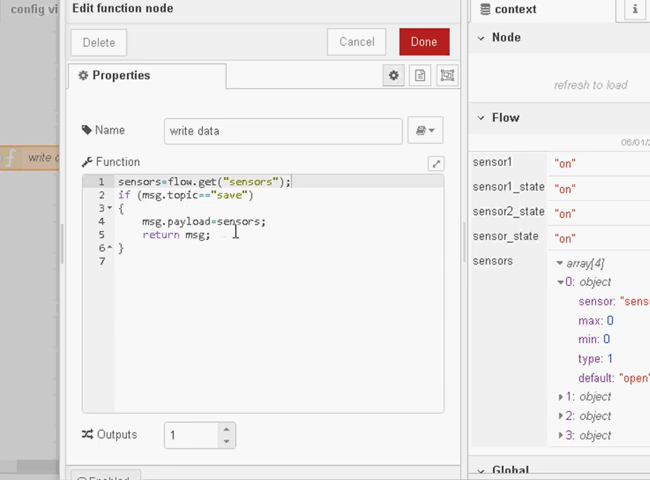 config vi
Edit function node
context
i
Delete
Cancel
Done
Node
Properties
refresh to load
Flow
Name
write data
06/01/2
write
Function
sensor1
"on"
1 sensors=flow.get("sensors");
sensor1_state
"on"
2 if (msg.topic=="save")
3 {
sensor2_state
"on"
4 msg.payload=sensors;
sensor_state
"on"
5 return msg;
6 }
sensors
array[4]
7
0: object
sensor: "sens
max: 0
min: 0
type: 1
default: "open"
1: object
2: object
Outputs
1
3: object
Global
Enabled